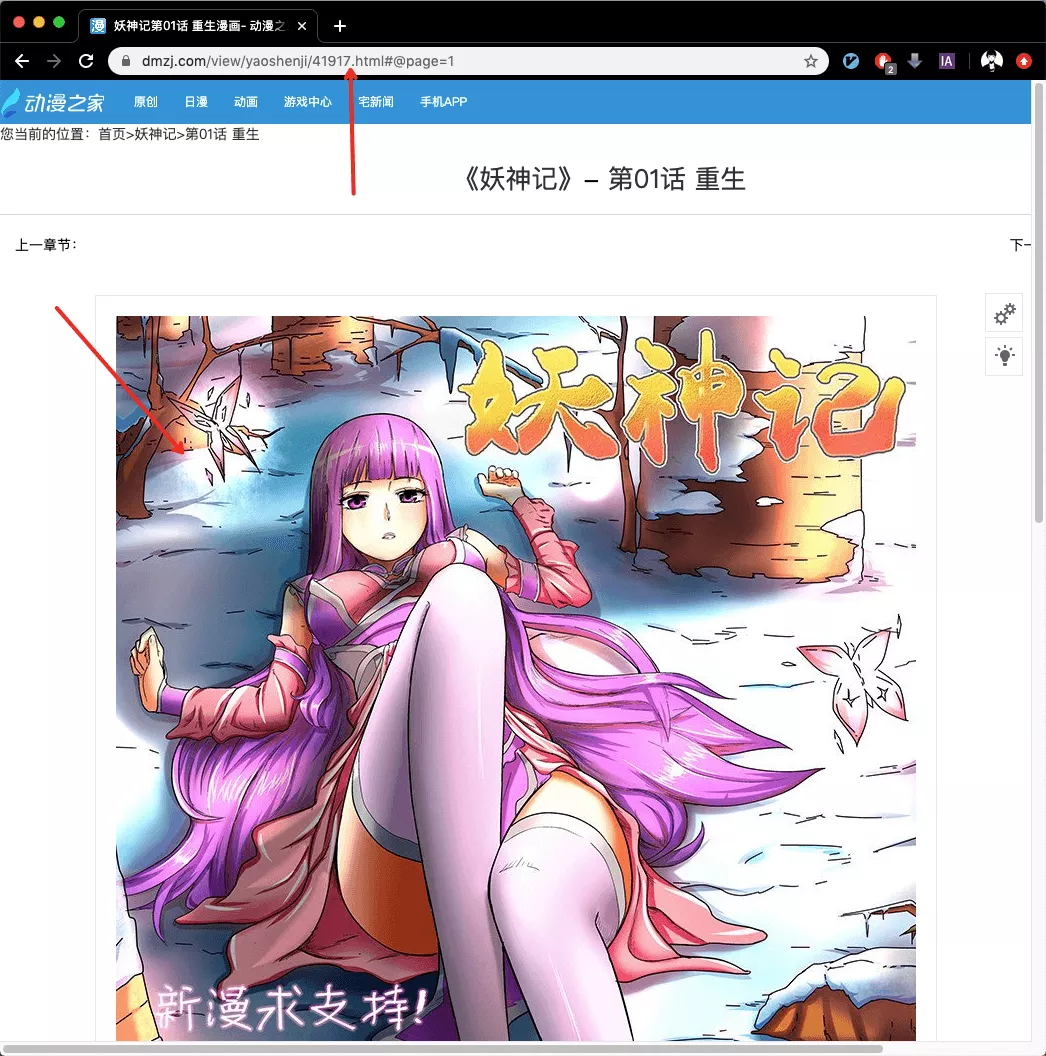 妖神记第01话 重生漫画- 动漫之
dmzj.com/view/yaoshenji/41917.html#@page=1
2
IA
动漫之家 原创 日漫 动画 游戏中心 宅新闻 手机APP
您当前的位置：首页>妖神记>第01话 重生
《妖神记》– 第01话 重生
上一章节：
下一
妖神记
新漫求支持!